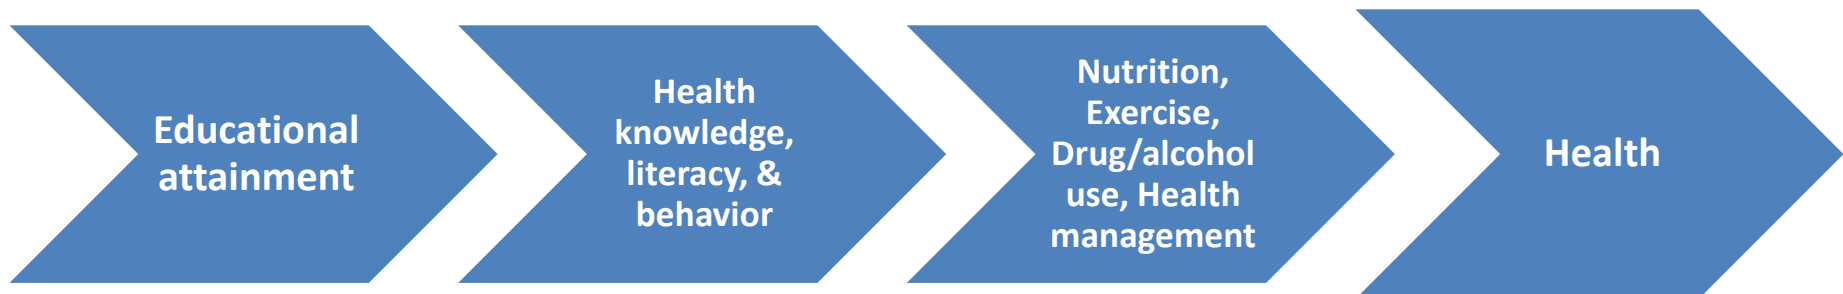 Educational
attainment
Health
knowledge,
literacy, &
behavior
Nutrition,
Exercise,
Drug/alcohol
use, Health
management
Health